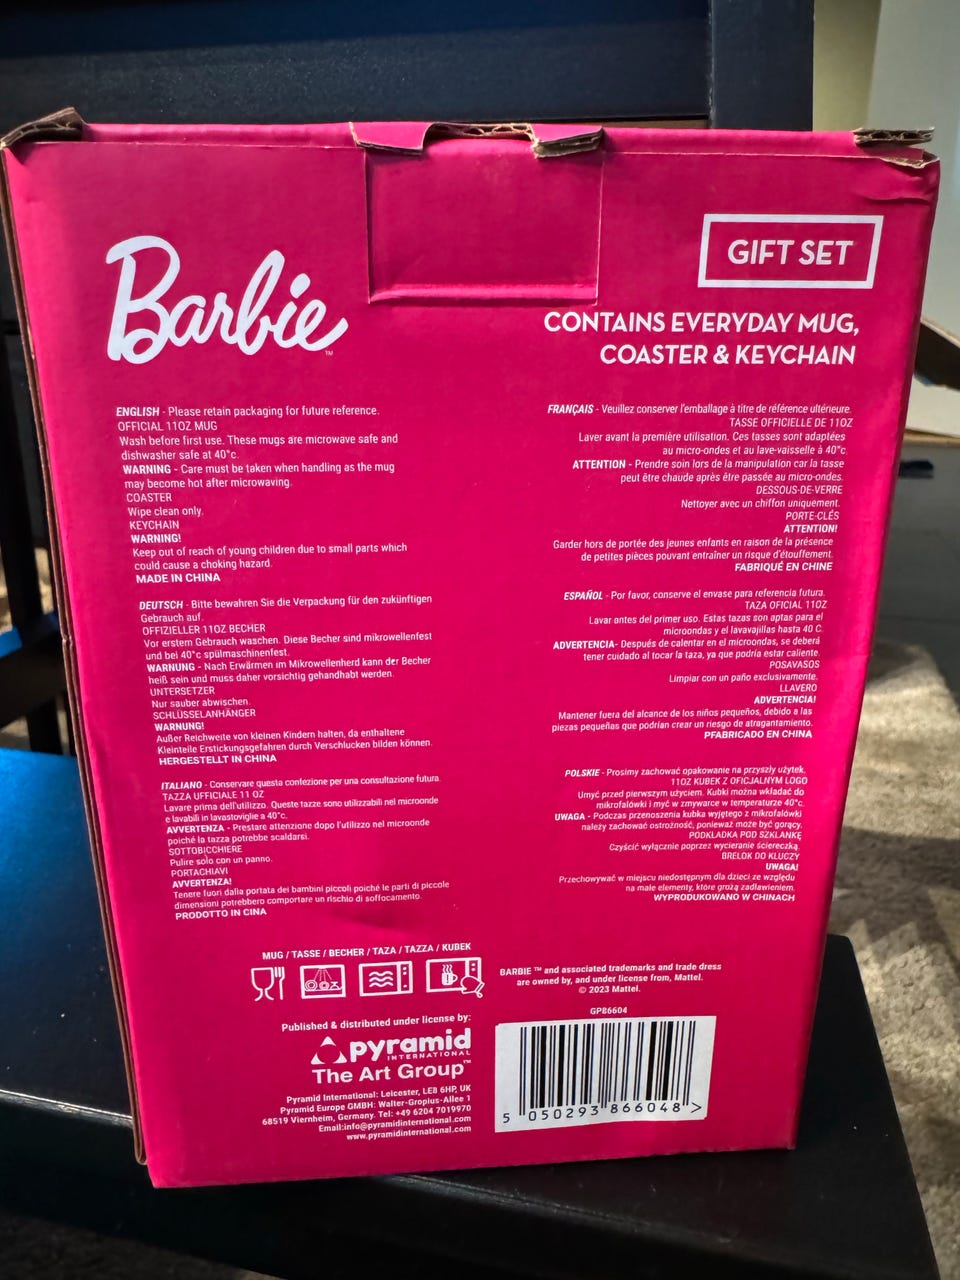 Barbie™
GIFT SET
CONTAINS EVERYDAY MUG,
COASTER & KEYCHAIN
ENGLISH - Please retain packaging for future reference.
OFFICIAL 11OZ MUG
Wash before first use. These mugs are microwave safe and
dishwasher safe at 40°c.
WARNING - Care must be taken when handling as the mug
may become hot after microwaving.
COASTER
Wipe clean only.
KEYCHAIN
WARNING!
Keep out of reach of young children due to small parts which
could cause a choking hazard.
MADE IN CHINA
DEUTSCH - Bitte bewahren Sie die Verpackung für den zukünftigen
Gebrauch auf.
OFFIZIELLER 11OZ BECHER
Vor erstem Gebrauch waschen. Diese Becher sind mikrowellenfest
und bei 40°c spülmaschinenfest.
WARNUNG - Nach Erwärmen im Mikrowellenherd kann der Becher
heiß sein und muss daher vorsichtig gehandhabt werden.
UNTERSETZER
Nur sauber abwischen.
SCHLÜSSELANHÄNGER
WARNUNG!
Außer Reichweite von kleinen Kindern halten, da enthaltene
Kleinteile Erstickungsgefahren durch Verschlucken bilden können.
HERGESTELLT IN CHINA
ITALIANO - Conservare questa confezione per una consultazione futura.
TAZZA UFFICIALE 11 OZ
Lavare prima dell'utilizzo. Queste tazze sono utilizzabili nel microonde
e lavabili in lavastoviglie a 40°c.
AVVERTENZA - Prestare attenzione dopo l'utilizzo nel microonde
poiché la tazza potrebbe scaldarsi.
SOTTOBICCHIERE
Pulire solo con un panno.
PORTACHIAVI
AVVERTENZA!
Tenere fuori dalla portata dei bambini piccoli poiché le parti di piccole
dimensioni potrebbero comportare un rischio di soffocamento.
PRODOTTO IN CINA
FRANÇAIS - Veuillez conserver l'emballage à titre de référence ultérieure.
TASSE OFFICIELLE DE 11OZ
Laver avant la première utilisation. Ces tasses sont adaptées
au micro-ondes et au lave-vaisselle à 40°c.
ATTENTION - Prendre soin lors de la manipulation car la tasse
peut être chaude après être passée au micro-ondes.
DESSOUS-DE-VERRE
Nettoyer avec un chiffon uniquement.
PORTE-CLÉS
ATTENTION!
Garder hors de portée des jeunes enfants en raison de la présence
de petites pièces pouvant entraîner un risque d'étouffement.
FABRIQUÉ EN CHINE
ESPAÑOL - Por favor, conserve el envase para referencia futura.
TAZA OFICIAL 11OZ
Lavar antes del primer uso. Estas tazas son aptas para el
microondas y el lavavajillas hasta 40 C.
ADVERTENCIA- Después de calentar en el microondas, se deberá
tener cuidado al tocar la taza, ya que podría estar caliente.
POSAVASOS
Limpiar con un paño exclusivamente.
LLAVERO
ADVERTENCIA!
Mantener fuera del alcance de los niños pequeños, debido a las
piezas pequeñas que podrían crear un riesgo de atragantamiento.
PFABRICADO EN CHINA
POLSKIE - Prosimy zachować opakowanie na przyszły użytek.
11OZ KUBEK Z OFICJALNYM LOGO
Umyć przed pierwszym użyciem. Kubki można wkładać do
mikrofalówki i myć w zmywarce w temperaturze 40°c.
UWAGA - Podczas przenoszenia kubka wyjętego z mikrofalówki
należy zachować ostrożność, ponieważ może być gorący.
PODKŁADKA POD SZKLANKĘ
Czyścić wyłącznie poprzez wycieranie ściereczką.
BRELOK DO KLUCZY
UWAGA!
Przechowywać w miejscu niedostępnym dla dzieci ze względu
na małe elementy, które grożą zadławieniem.
WYPRODUKOWANO W CHINACH
MUG / TASSE / BECHER / TAZA / TAZZA / KUBEK
Published & distributed under license by:
pyramid
INTERNATIONAL
The Art Group™
Pyramid International: Leicester, LE8 6HP, UK
Pyramid Europe GMBH: Walter-Gropius-Allee 1
68519 Viernheim, Germany. Tel: +49 6204 7019970
Email:info@pyramidinternational.com
www.pyramidinternational.com
BARBIE ™ and associated trademarks and trade dress
are owned by, and under license from, Mattel.
© 2023 Mattel.
GP86604
5 050293 866048 >